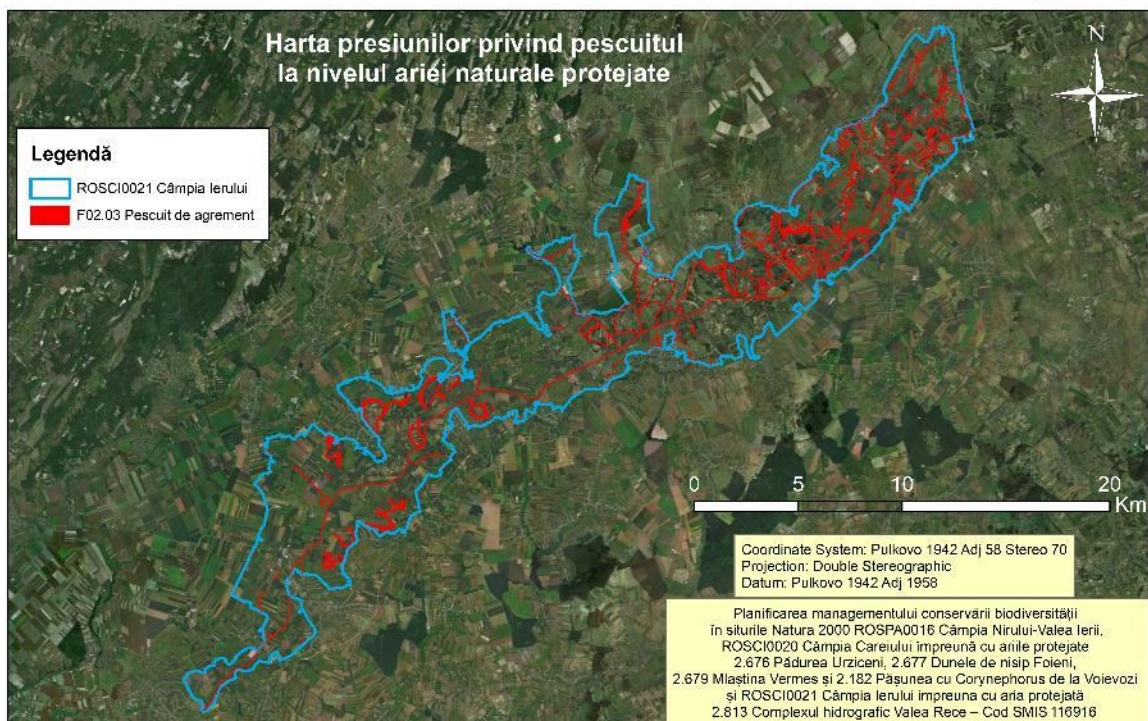 Harta presiunilor privind pescuitul
la nivelul ariei naturale protejate
N
Legendă
ROSCI0021 Câmpia Ierului
F02.03 Pescuit de agrement
0 5 10 20
Km
Coordinate System: Pulkovo 1942 Adj 58 Stereo 70
Projection: Double Stereographic
Datum: Pulkovo 1942 Adj 1958
Planificarea managementului conservării biodiversității
în siturile Natura 2000 ROSPA0016 Câmpia Nirului-Valea Ierii,
ROSCI0020 Câmpia Careiului împreună cu ariile protejate
2.676 Pădurea Urziceni, 2.677 Dunele de nisip Foieni,
2.679 Mlaștina Vermes și 2.182 Pășunea cu Corynephorus de la Voievozi
și ROSCI0021 Câmpia Ierului împreuna cu aria protejată
2.813 Complexul hidrografic Valea Rece – Cod SMIS 116916